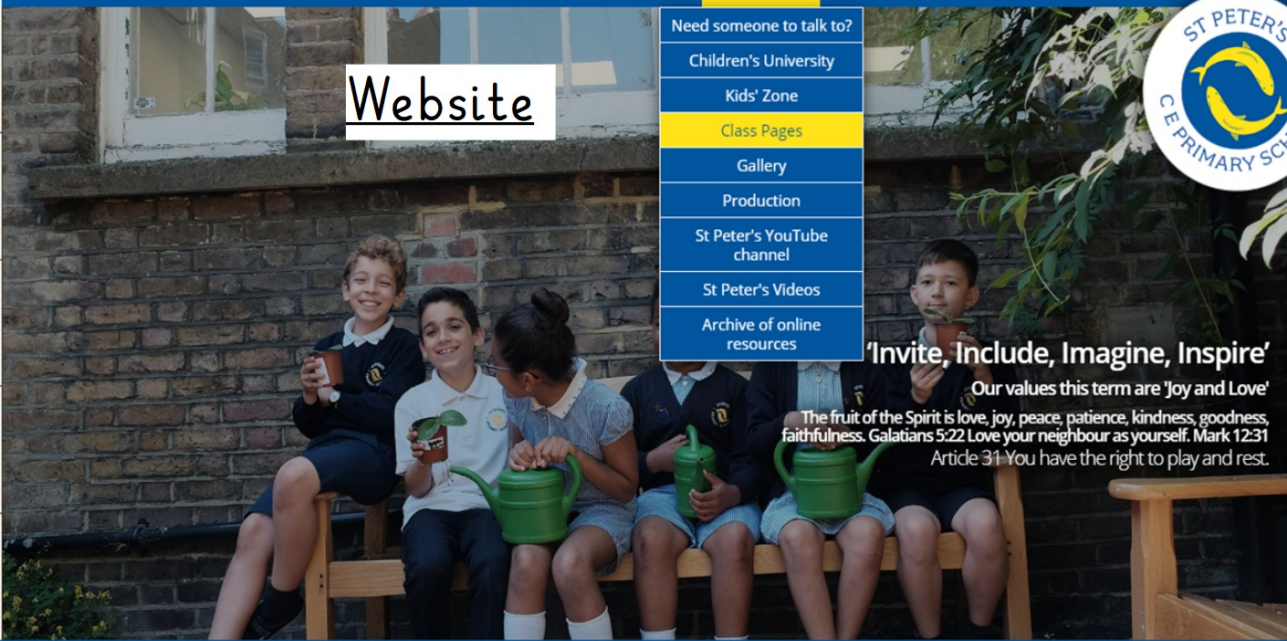 Website
Need someone to talk to?
Children's University
Kids' Zone
Class Pages
Gallery
Production
St Peter's YouTube
channel
St Peter's Videos
Archive of online
resources
ST PETER'S
C E PRIMARY
'Invite, Include, Imagine, Inspire'
Our values this term are 'Joy and Love'
The fruit of the Spirit is love, joy, peace, patience, kindness, goodness,
faithfulness. Galatians 5:22 Love your neighbour as yourself. Mark 12:31
Article 31 You have the right to play and rest.